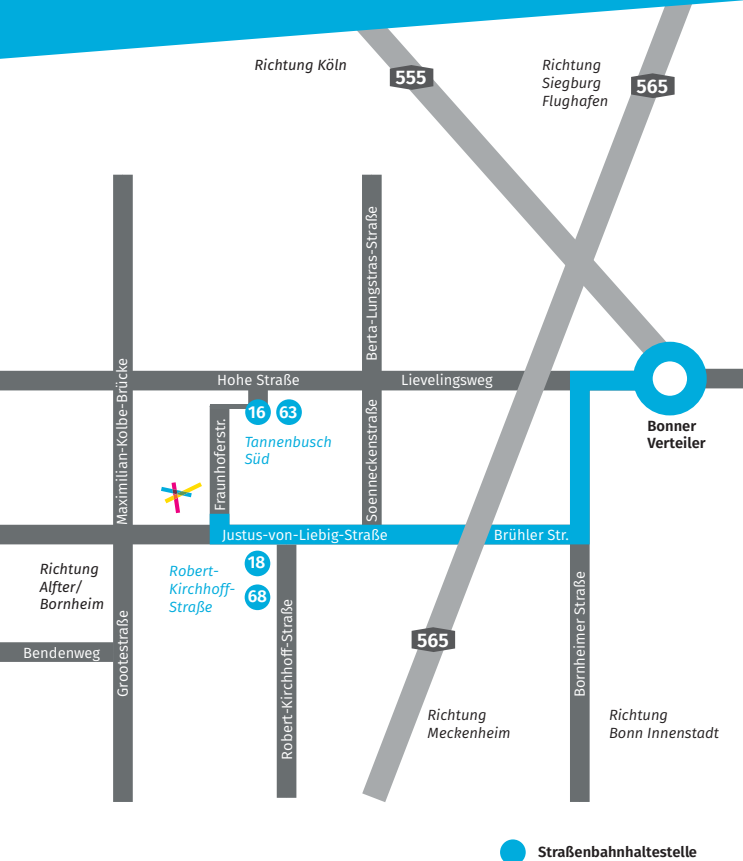 Richtung Köln
555
Richtung
Siegburg
Flughafen
565
Berta-Lungstras-Straße
Maximilian-Kolbe-Brücke
Hohe Straße
Lievelingsweg
16
63
Tannenbusch
Süd
Fraunhoferstr.
Soenneckenstraße
Bonner
Verteiler
Justus-von-Liebig-Straße
Brühler Str.
Richtung
Alfter/
Bornheim
Robert-
Kirchhoff-
Straße
18
68
Grootestraße
Bendenweg
Robert-Kirchhoff-Straße
565
Bornheimer Straße
Richtung
Meckenheim
Richtung
Bonn Innenstadt
Straßenbahnhaltestelle